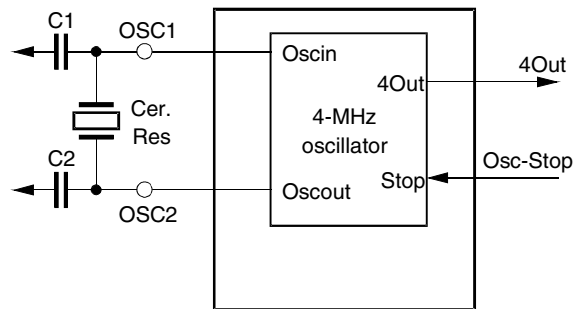 C1
OSC1
Oscin
4Out
4Out
Cer.
Res
4-MHz
oscillator
C2
Osc-Stop
Stop
Oscout
OSC2